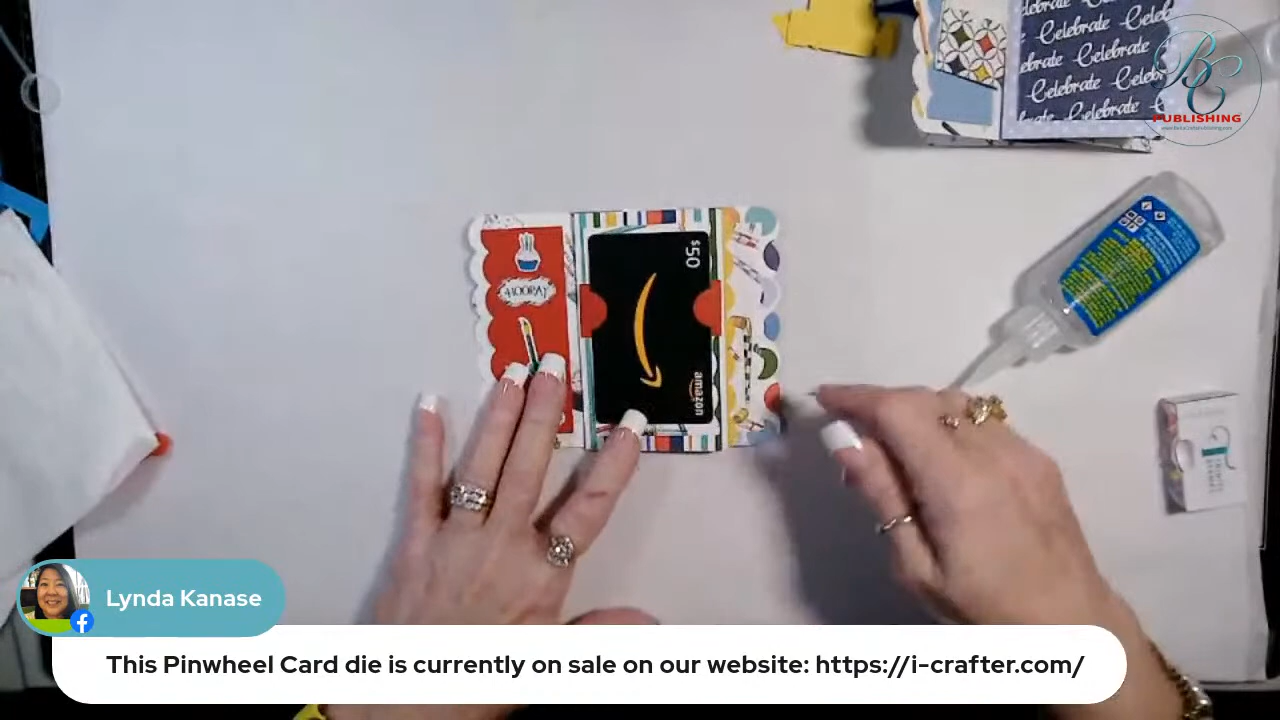 Celebrate
Celebrate Celebrate
Celebrate Celebrate
Celebrate
BC
PUBLISHING
$50
HOORAY
amazon
Lynda Kanase
This Pinwheel Card die is currently on sale on our website: https://i-crafter.com/